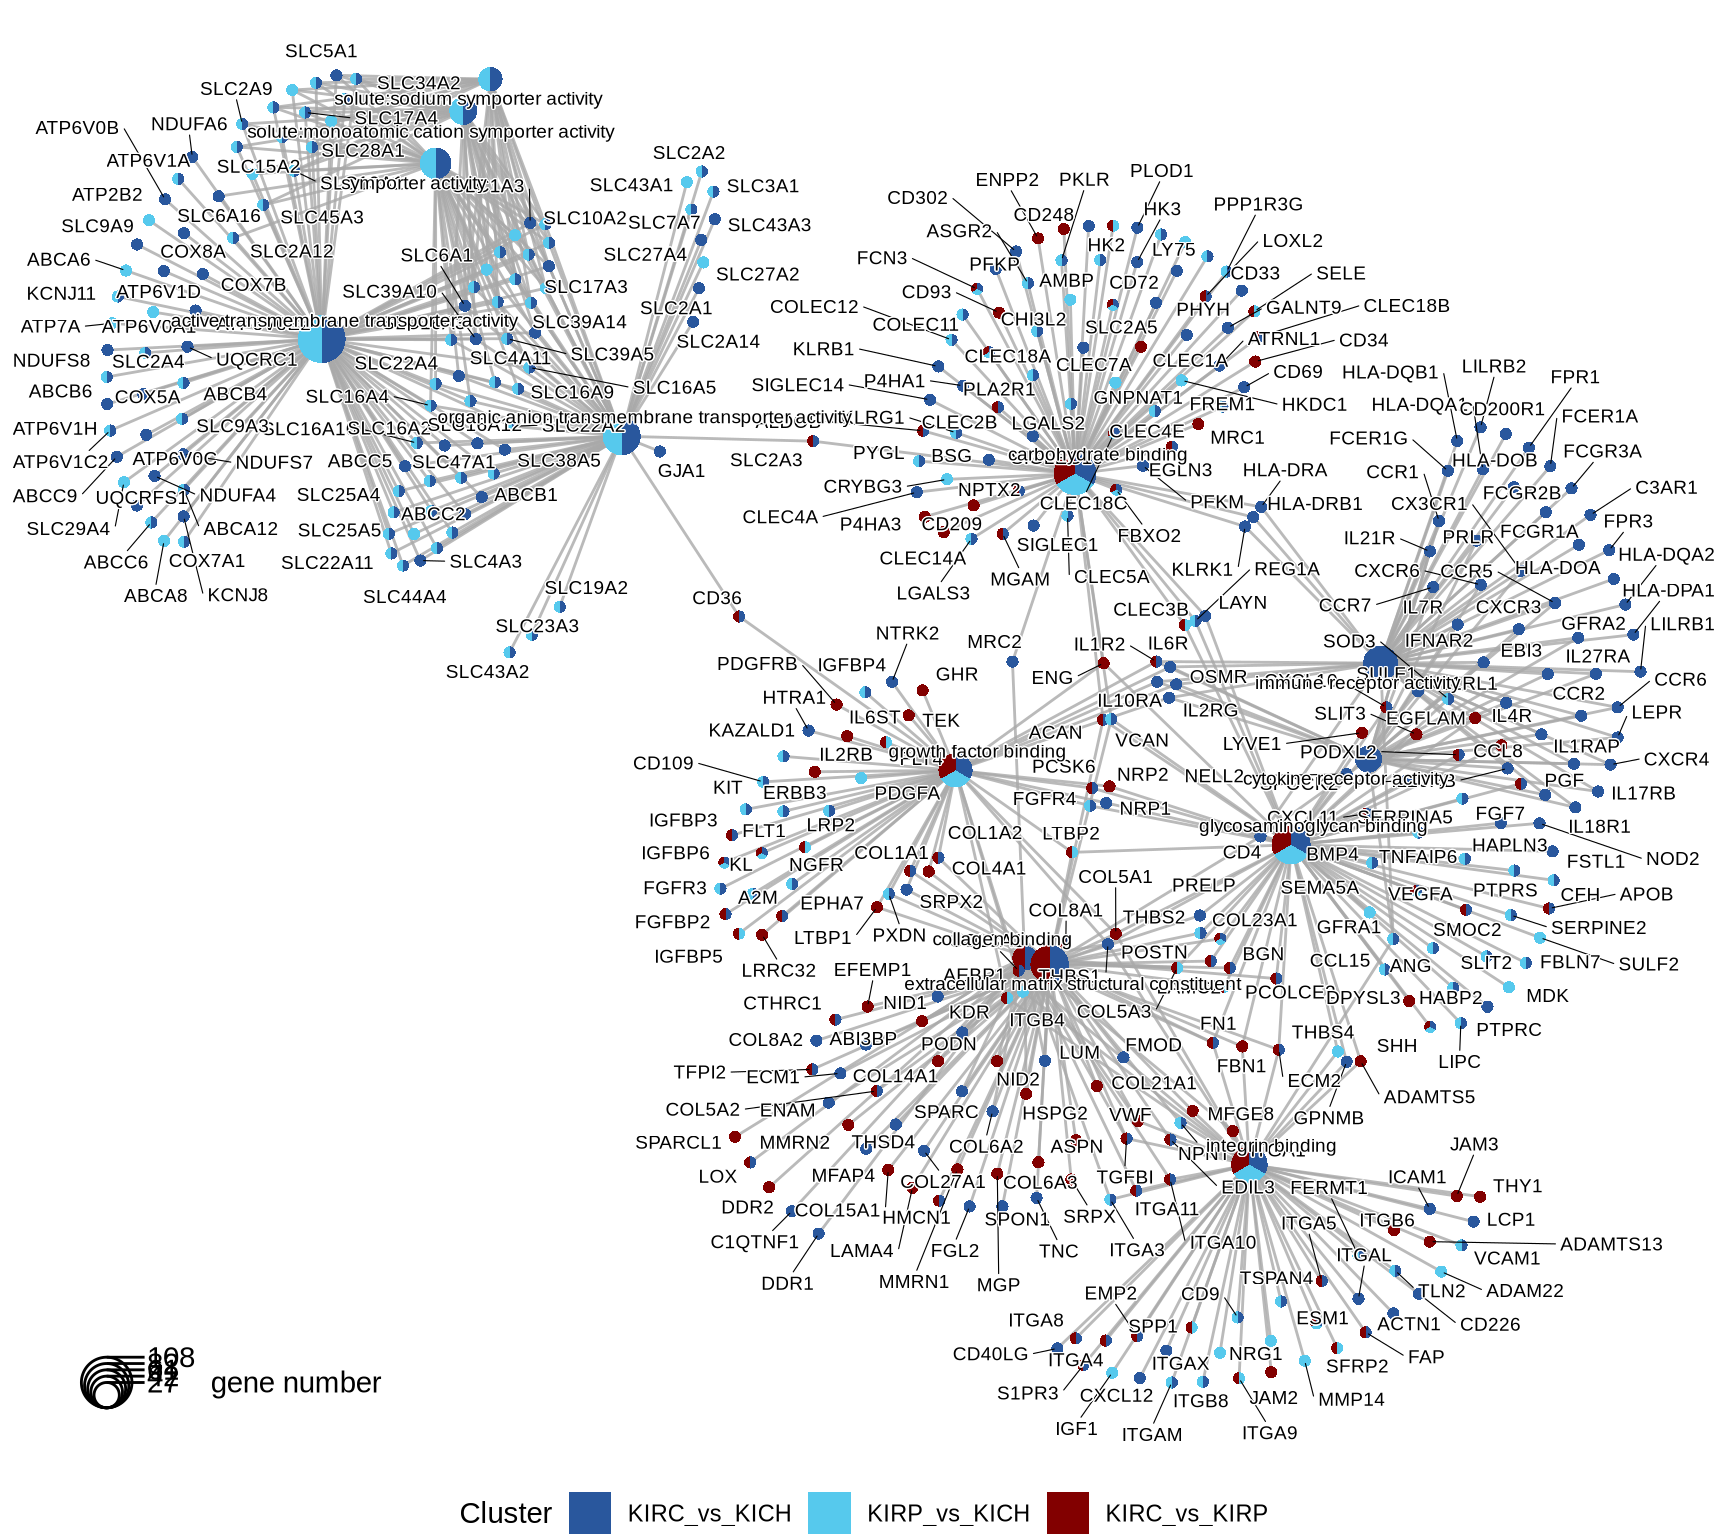 SLC5A1
SLC34A2
SLC2A9
solute:sodium symporter activity
SLC17A4
ATP6V0B
NDUFA6
solute:monoatomic cation symporter activity
SLC28A1
ATP6V1A
SLC15A2
symporter activity
SLC2A2
SLC43A1
SLC3A1
ATP2B2
SLC6A16
SLC45A3
SLC10A2
SLC7A7
SLC43A3
SLC9A9
COX8A
SLC2A12
SLC6A1
SLC27A4
ABCA6
COX7B
SLC27A2
KCNJ11
ATP6V1D
SLC39A10
SLC17A3
SLC2A1
ATP7A
active transmembrane transporter activity
SLC39A14
SLC2A14
NDUFS8
SLC2A4
UQCRC1
SLC22A4
SLC4A11
SLC39A5
ABCB6
COX5A
ABCB4
SLC16A4
SLC16A9
SLC16A5
organic anion transmembrane transporter activity
ATP6V1H
SLC9A3
SLC16A1
SLC16A2
SLC22A2
ATP6V1C2
ATP6V0C
NDUFS7
ABCC5
SLC47A1
SLC38A5
GJA1
SLC2A3
ABCC9
UQCRFS1
NDUFA4
SLC25A4
ABCB1
SLC29A4
ABCA12
SLC25A5
ABCC2
ABCC6
COX7A1
SLC22A11
SLC4A3
ABCA8
KCNJ8
SLC44A4
SLC19A2
SLC23A3
SLC43A2
CD36
ENPP2
PKLR
PLOD1
CD302
CD248
HK3
PPP1R3G
ASGR2
HK2
LY75
LOXL2
FCN3
PFKP
AMBP
CD72
CD33
SELE
CD93
COLEC12
CHI3L2
SLC2A5
PHYH
GALNT9
CLEC18B
COLEC11
ATRNL1
CD34
KLRB1
CLEC18A
CLEC7A
CLEC1A
CD69
SIGLEC14
P4HA1
PLA2R1
GNPNAT1
FREM1
HKDC1
KLRG1
CLEC2B
LGALS2
CLEC4E
MRC1
PYGL
BSG
carbohydrate binding
EGLN3
HLA-DRA
CRYBG3
NPTX2
CLEC18C
PFKM
HLA-DRB1
CLEC4A
P4HA3
CD209
SIGLEC1
FBXO2
CLEC14A
MGAM
CLEC5A
KLRK1
REG1A
LGALS3
CLEC3B
LAYN
HLA-DQB1
LILRB2
FPR1
HLA-DQA1
CD200R1
FCER1A
FCER1G
HLA-DOB
FCGR3A
CCR1
FCGR2B
C3AR1
CX3CR1
FCGR1A
FPR3
IL21R
PRLR
HLA-DQA2
CXCR6
CCR5
HLA-DOA
HLA-DPA1
CCR7
IL7R
CXCR3
GFRA2
LILRB1
SOD3
IFNAR2
EBI3
IL27RA
SULF1
immune receptor activity
CCR2
CCR6
SLIT3
EGFLAM
IL4R
LEPR
LYVE1
PODXL2
CCL8
IL1RAP
CXCR4
NELL2
cytokine receptor activity
PGF
IL17RB
NTRK2
MRC2
IL1R2
IL6R
PDGFRB
IGFBP4
GHR
ENG
OSMR
HTRA1
IL10RA
IL2RG
KAZALD1
IL6ST
TEK
ACAN
VCAN
IL2RB
growth factor binding
CD109
PCSK6
NRP2
KIT
ERBB3
PDGFA
FGFR4
NRP1
IGFBP3
FLT1
LRP2
COL1A2
LTBP2
CXCL11
SERPINA5
FGF7
IL18R1
glycosaminoglycan binding
IGFBP6
KL
NGFR
COL1A1
COL4A1
CD4
BMP4
TNFAIP6
HAPLN3
FSTL1
NOD2
FGFR3
A2M
EPHA7
SRPX2
COL5A1
PRELP
SEMA5A
VEGFA
PTPRS
CFH
APOB
FGFBP2
LTBP1
PXDN
COL8A1
THBS2
COL23A1
GFRA1
SMOC2
SERPINE2
IGFBP5
LRRC32
collagen binding
POSTN
BGN
CCL15
ANG
SLIT2
FBLN7
SULF2
EFEMP1
AEBP1
THBS1
extracellular matrix structural constituent
PCOLCE2
DPYSL3
HABP2
MDK
CTHRC1
NID1
KDR
ITGB4
COL5A3
FN1
THBS4
SHH
PTPRC
COL8A2
ABI3BP
PODN
LUM
FMOD
FBN1
LIPC
TFPI2
ECM1
COL14A1
NID2
COL21A1
ECM2
ADAMTS5
COL5A2
ENAM
SPARC
HSPG2
VWF
MFGE8
GPNMB
SPARCL1
MMRN2
THSD4
COL6A2
ASPN
integrin binding
JAM3
LOX
MFAP4
COL27A1
COL6A3
TGFBI
EDIL3
FERMT1
ICAM1
THY1
DDR2
COL15A1
HMCN1
SPON1
SRPX
ITGA11
ITGA5
ITGB6
LCP1
C1QTNF1
LAMA4
FGL2
TNC
ITGA3
ITGA10
ITGAL
VCAM1
ADAMTS13
DDR1
MMRN1
MGP
TSPAN4
TLN2
ADAM22
EMP2
CD9
ITGA8
SPP1
ESM1
ACTN1
CD226
CD40LG
ITGA4
ITGAX
NRG1
SFRP2
FAP
S1PR3
CXCL12
ITGB8
JAM2
MMP14
IGF1
ITGAM
ITGA9
108
27
gene number
Cluster
KIRC_vs_KICH
KIRP_vs_KICH
KIRC_vs_KIRP